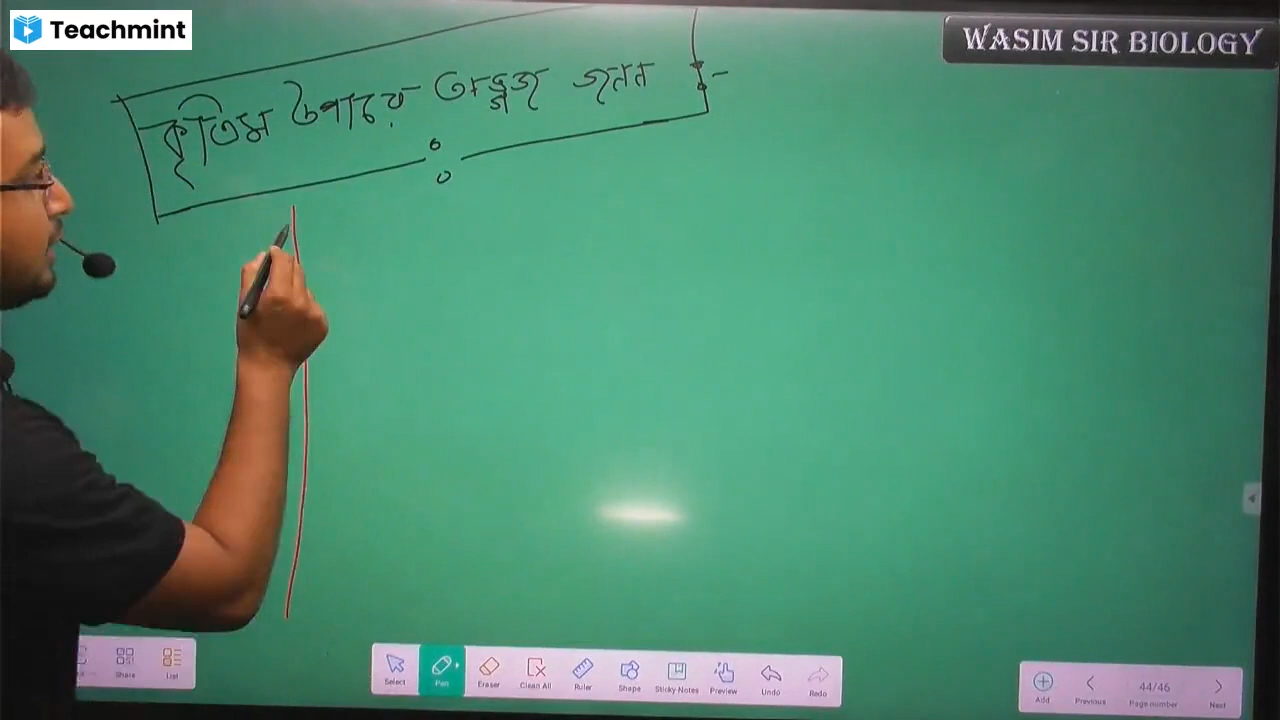 Teachmint
WASIM SIR BIOLOGY
কৃতিম উপায়ে অঙ্গজ জনন :-
Share
List
Select
Pen
Eraser
Clean All
Ruler
Shape
Sticky Notes
Preview
Undo
Redo
Add
Previous
44/46
Page number
Next